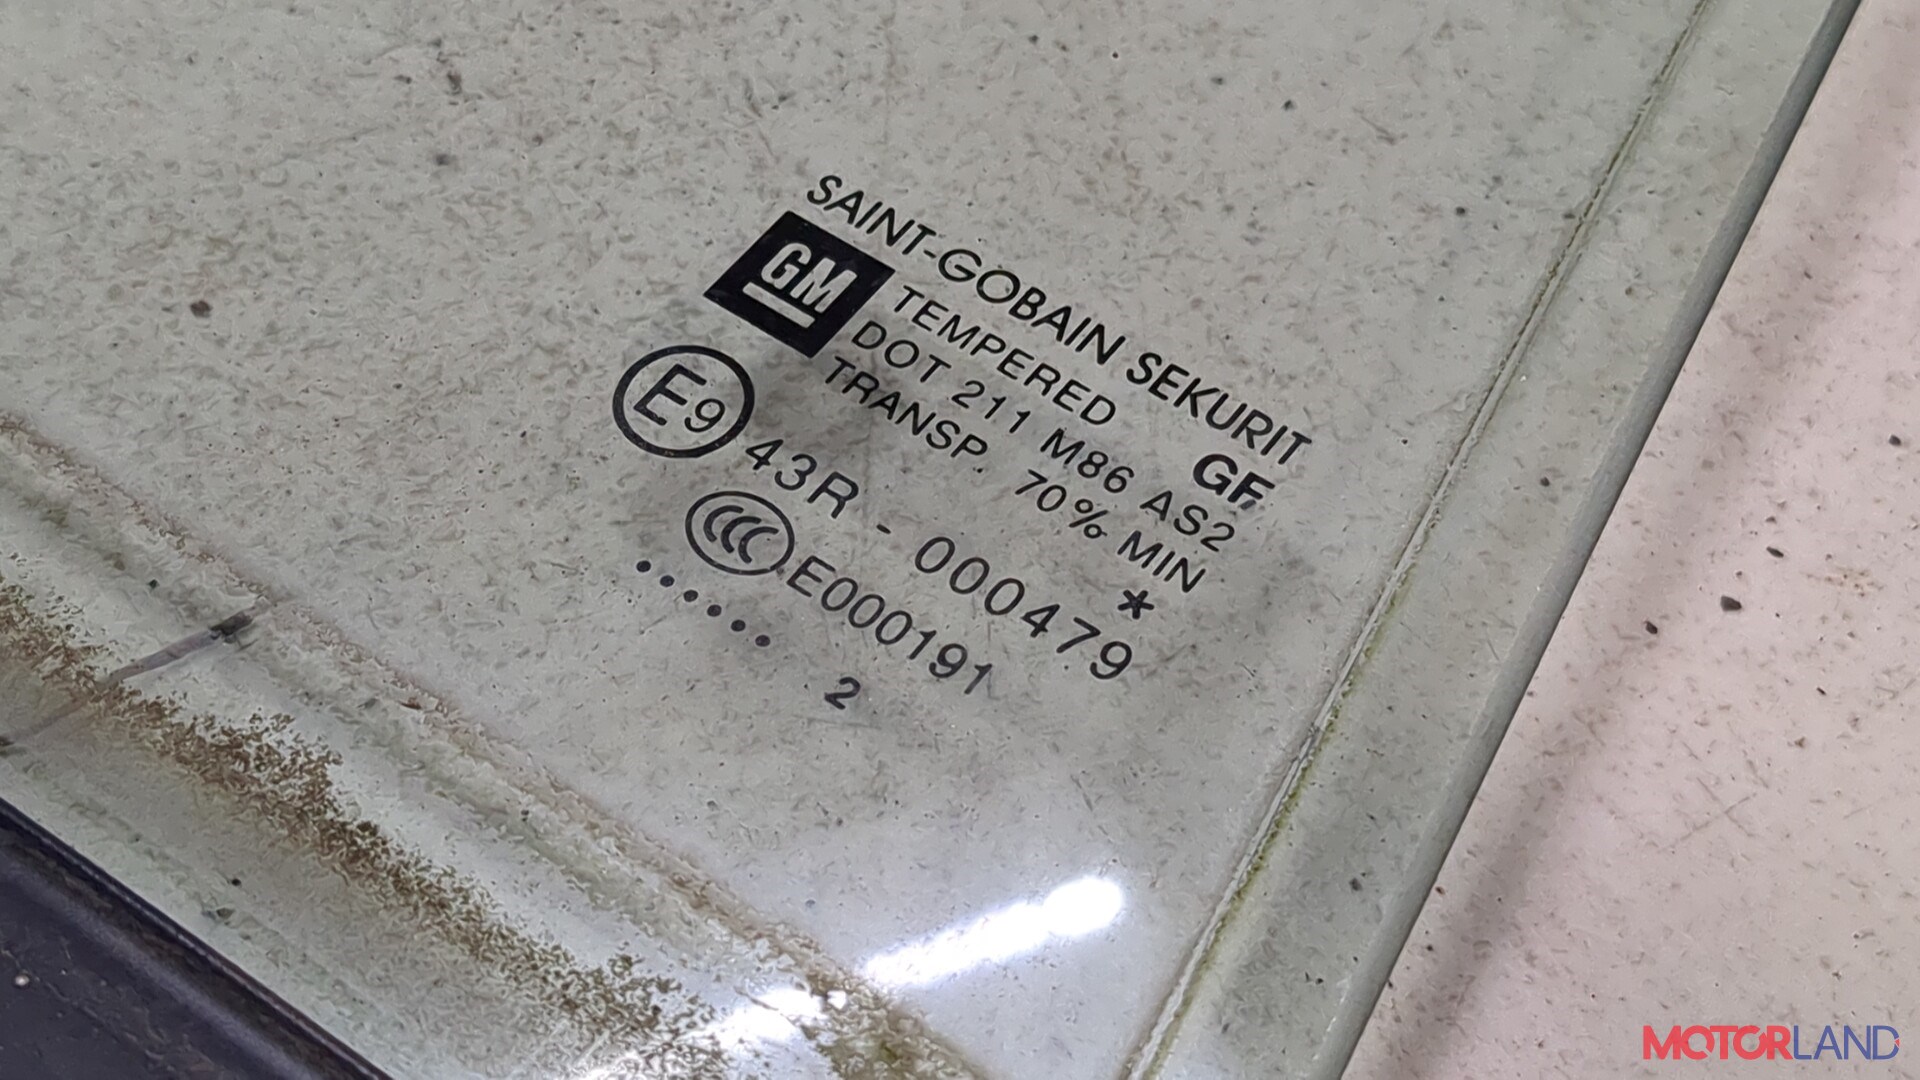 SAINT-GOBAIN SEKURIT
GM
TEMPERED GF
DOT 211 M86 AS2
TRANSP. 70% MIN
*
E9 43R - 000479
CCC E000191
...... 2
MOTORLAND